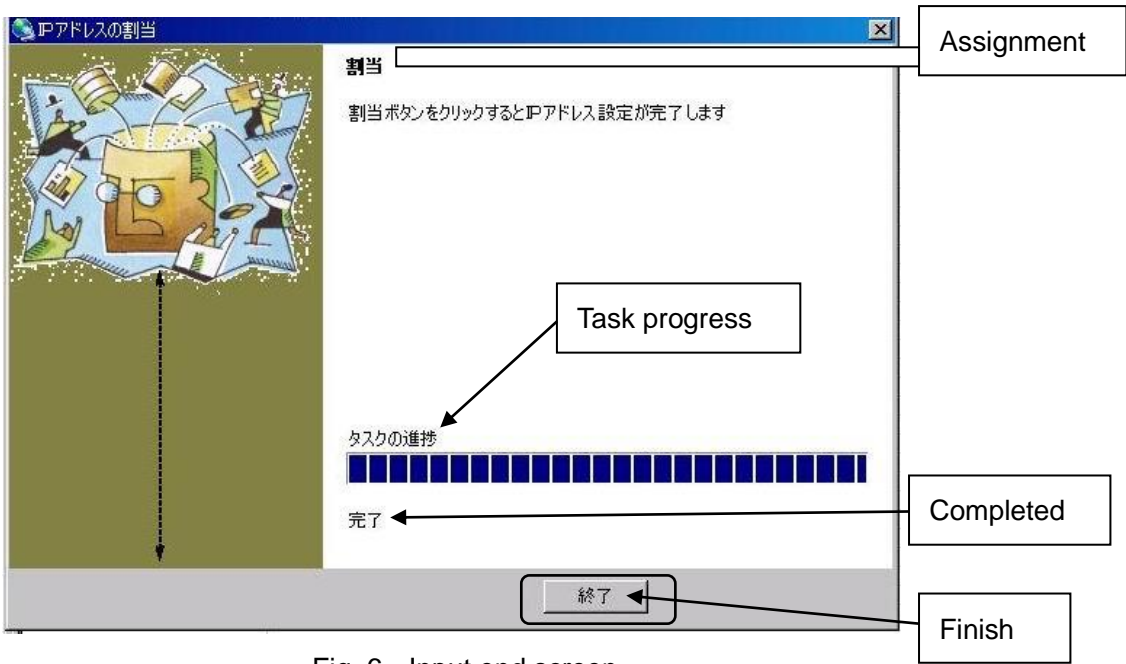 IPアドレスの割当
Assignment
割当
割当ボタンをクリックするとIPアドレス設定が完了します
Task progress
タスクの進捗
完了
Completed
終了
Finish
Fig. 6 Input end screen